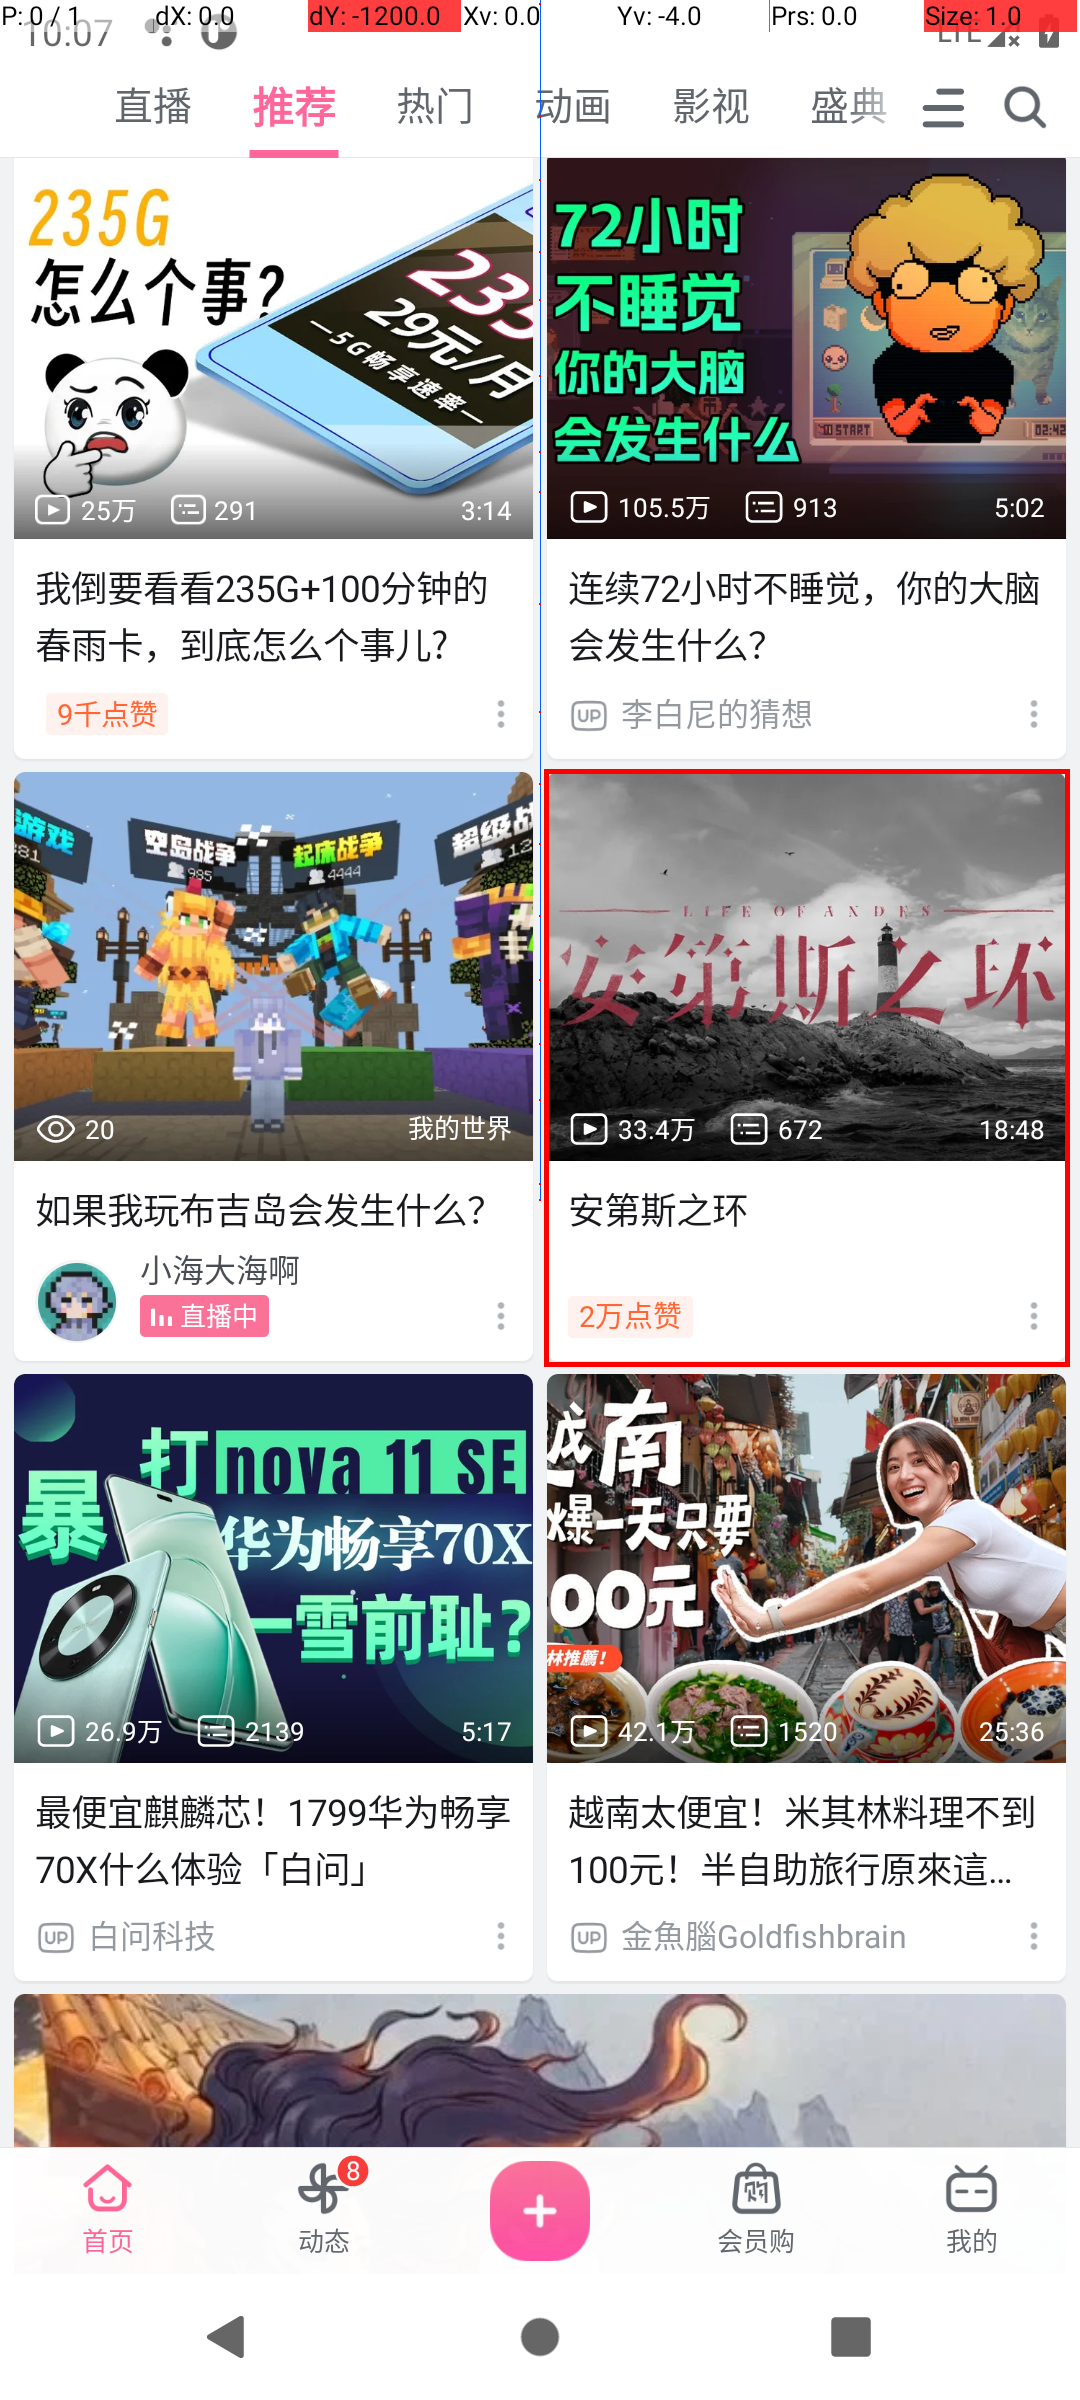 P: 0 / 1
dX: 0.0
dY: -1200.0
Xv: 0.0
Yv: -4.0
Prs: 0.0
Size: 1.0
10:07
LTE
直播
推荐
热门
动画
影视
盛典
235G
怎么个事?
29元/月
—5G畅享速率—
25万
291
3:14
我倒要看看235G+100分钟的
春雨卡，到底怎么个事儿？
9千点赞
72小时
不睡觉
你的大脑
会发生什么
START
02:42
105.5万
913
5:02
连续72小时不睡觉，你的大脑
会发生什么？
UP 李白尼的猜想
游戏
空岛战争
985
起床战争
4444
超级战
20
我的世界
如果我玩布吉岛会发生什么？
小海大海啊
直播中
LIFE OF ANDES
安第斯之环
33.4万
672
18:48
安第斯之环
2万点赞
暴打nova 11 SE
华为畅享70X
一雪前耻?
26.9万
2139
5:17
最便宜麒麟芯！1799华为畅享
70X什么体验「白问」
UP 白问科技
越南
爆一天只要
00元
林推薦!
42.1万
1520
25:36
越南太便宜！米其林料理不到
100元！半自助旅行原來這...
UP 金魚腦Goldfishbrain
首页
8
动态
购
会员购
我的